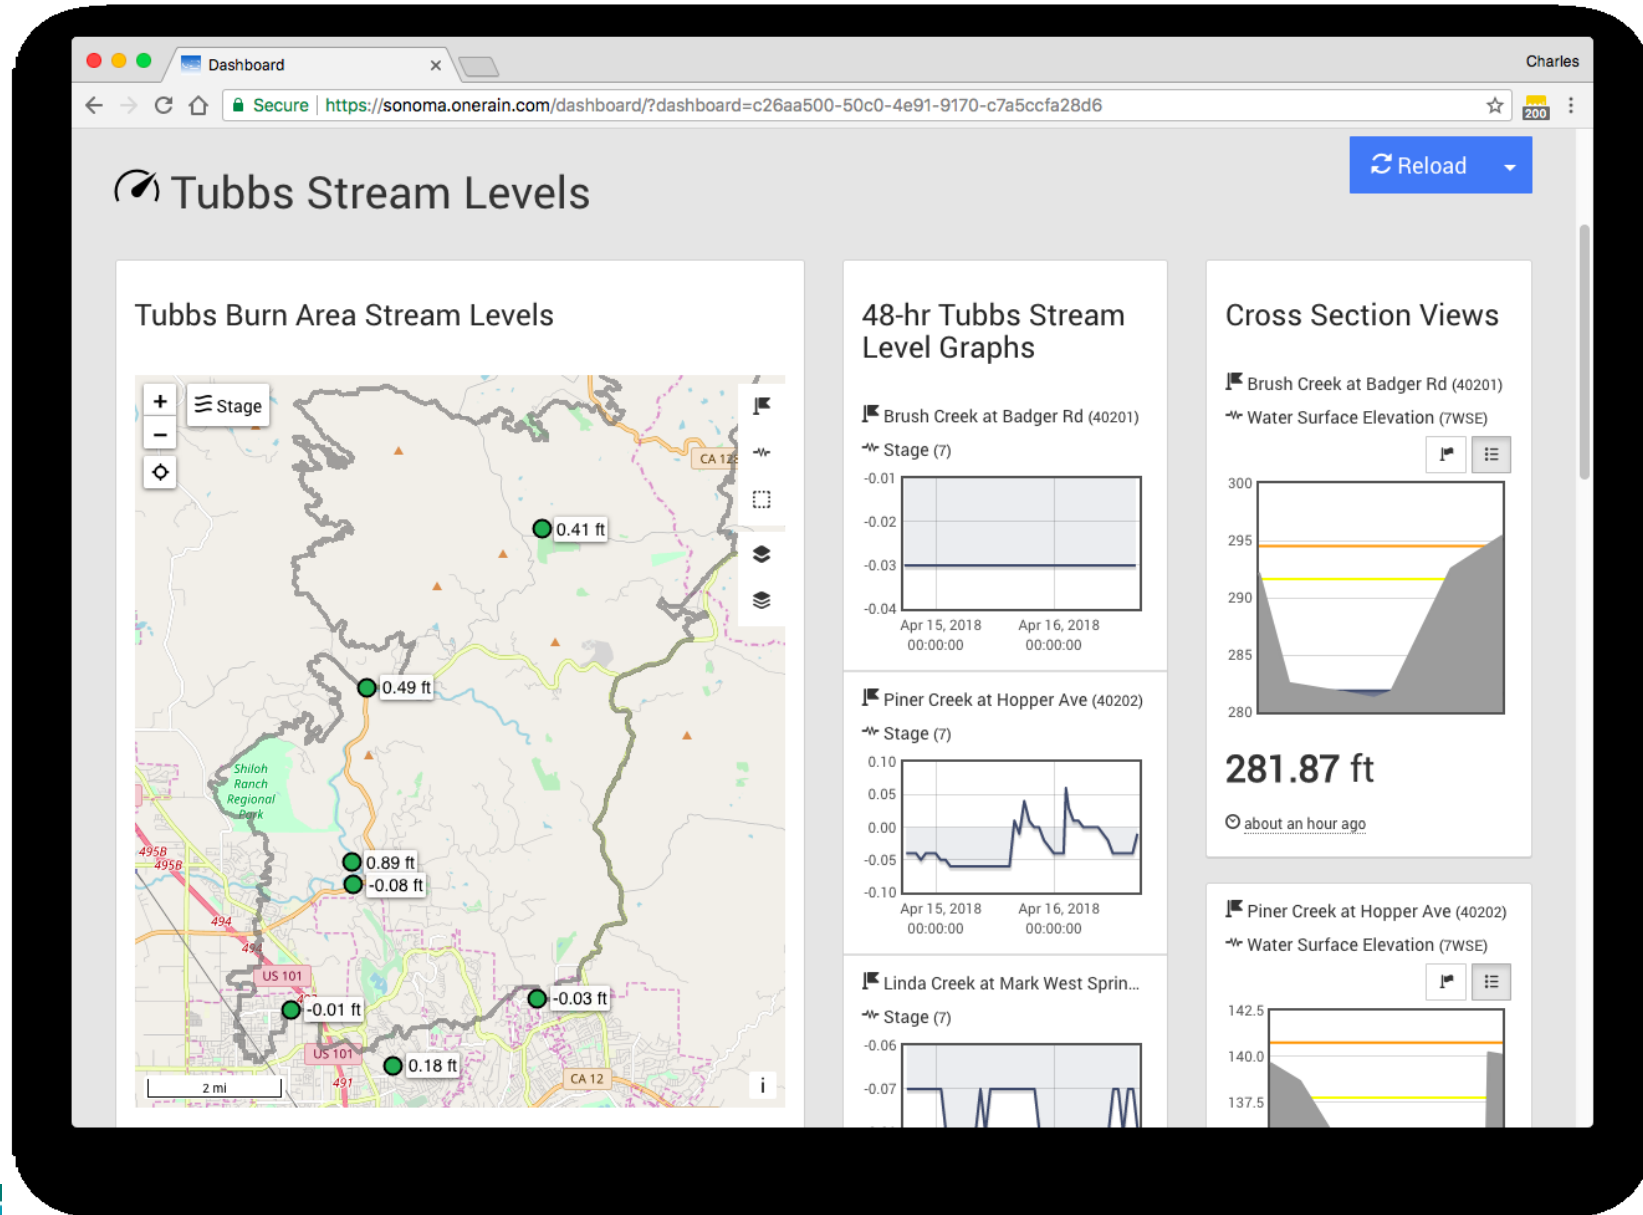 Dashboard
Charles
Secure
https://sonoma.onerain.com/dashboard/?dashboard=c26aa500-50c0-4e91-9170-c7a5ccfa28d6
200
Tubbs Stream Levels
Reload
Tubbs Burn Area Stream Levels
+
−
Stage
CA 128
0.41 ft
0.49 ft
Shiloh
Ranch
Regional
Park
495B
495B
0.89 ft
-0.08 ft
494
494
US 101
-0.01 ft
-0.03 ft
US 101
0.18 ft
491
CA 12
2 mi
i
48-hr Tubbs Stream
Level Graphs
Brush Creek at Badger Rd (40201)
Stage (7)
-0.01
-0.02
-0.03
-0.04
Apr 15, 2018
00:00:00
Apr 16, 2018
00:00:00
Piner Creek at Hopper Ave (40202)
Stage (7)
0.10
0.05
0.00
-0.05
-0.10
Apr 15, 2018
00:00:00
Apr 16, 2018
00:00:00
Linda Creek at Mark West Sprin...
Stage (7)
-0.06
-0.07
Cross Section Views
Brush Creek at Badger Rd (40201)
Water Surface Elevation (7WSE)
300
295
290
285
280
281.87 ft
about an hour ago
Piner Creek at Hopper Ave (40202)
Water Surface Elevation (7WSE)
142.5
140.0
137.5